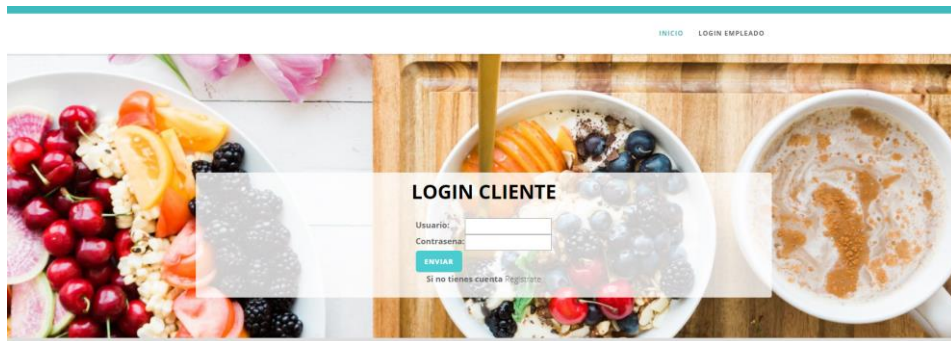 INICIO LOGIN EMPLEADO
LOGIN CLIENTE
Usuario:
Contrasena:
ENVIAR
Si no tienes cuenta Registrate